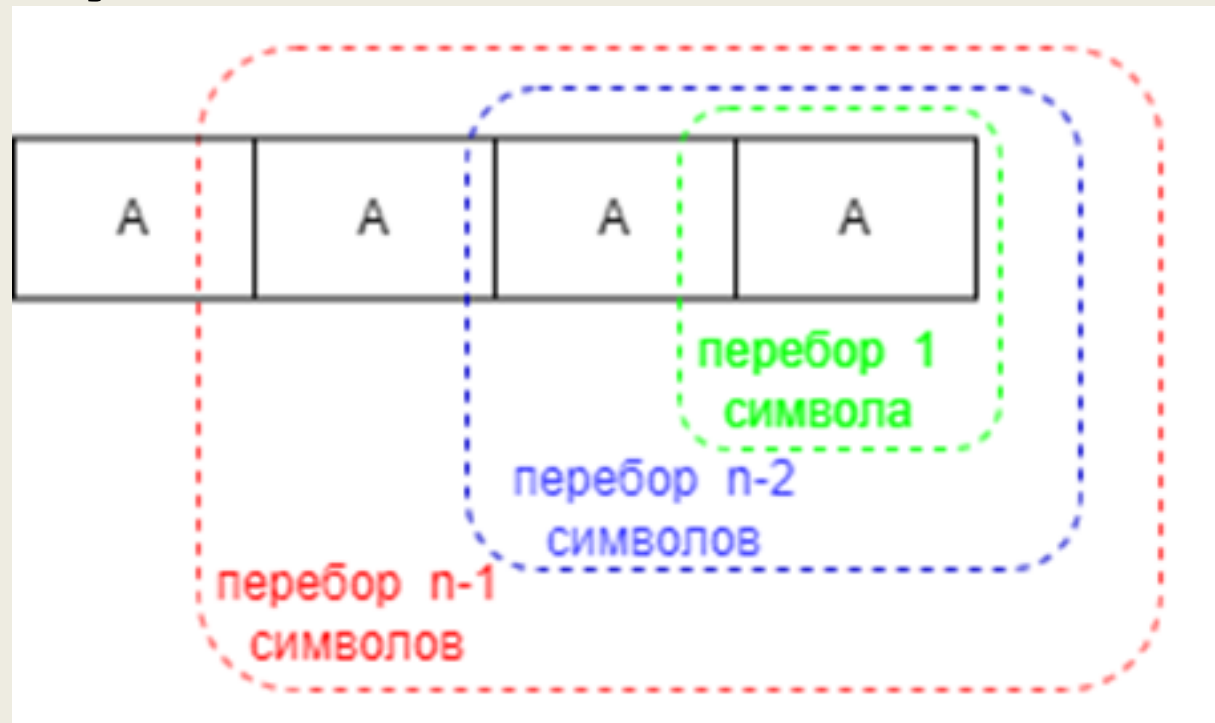 A A A A
перебор 1
символа
перебор n-2
символов
перебор n-1
символов